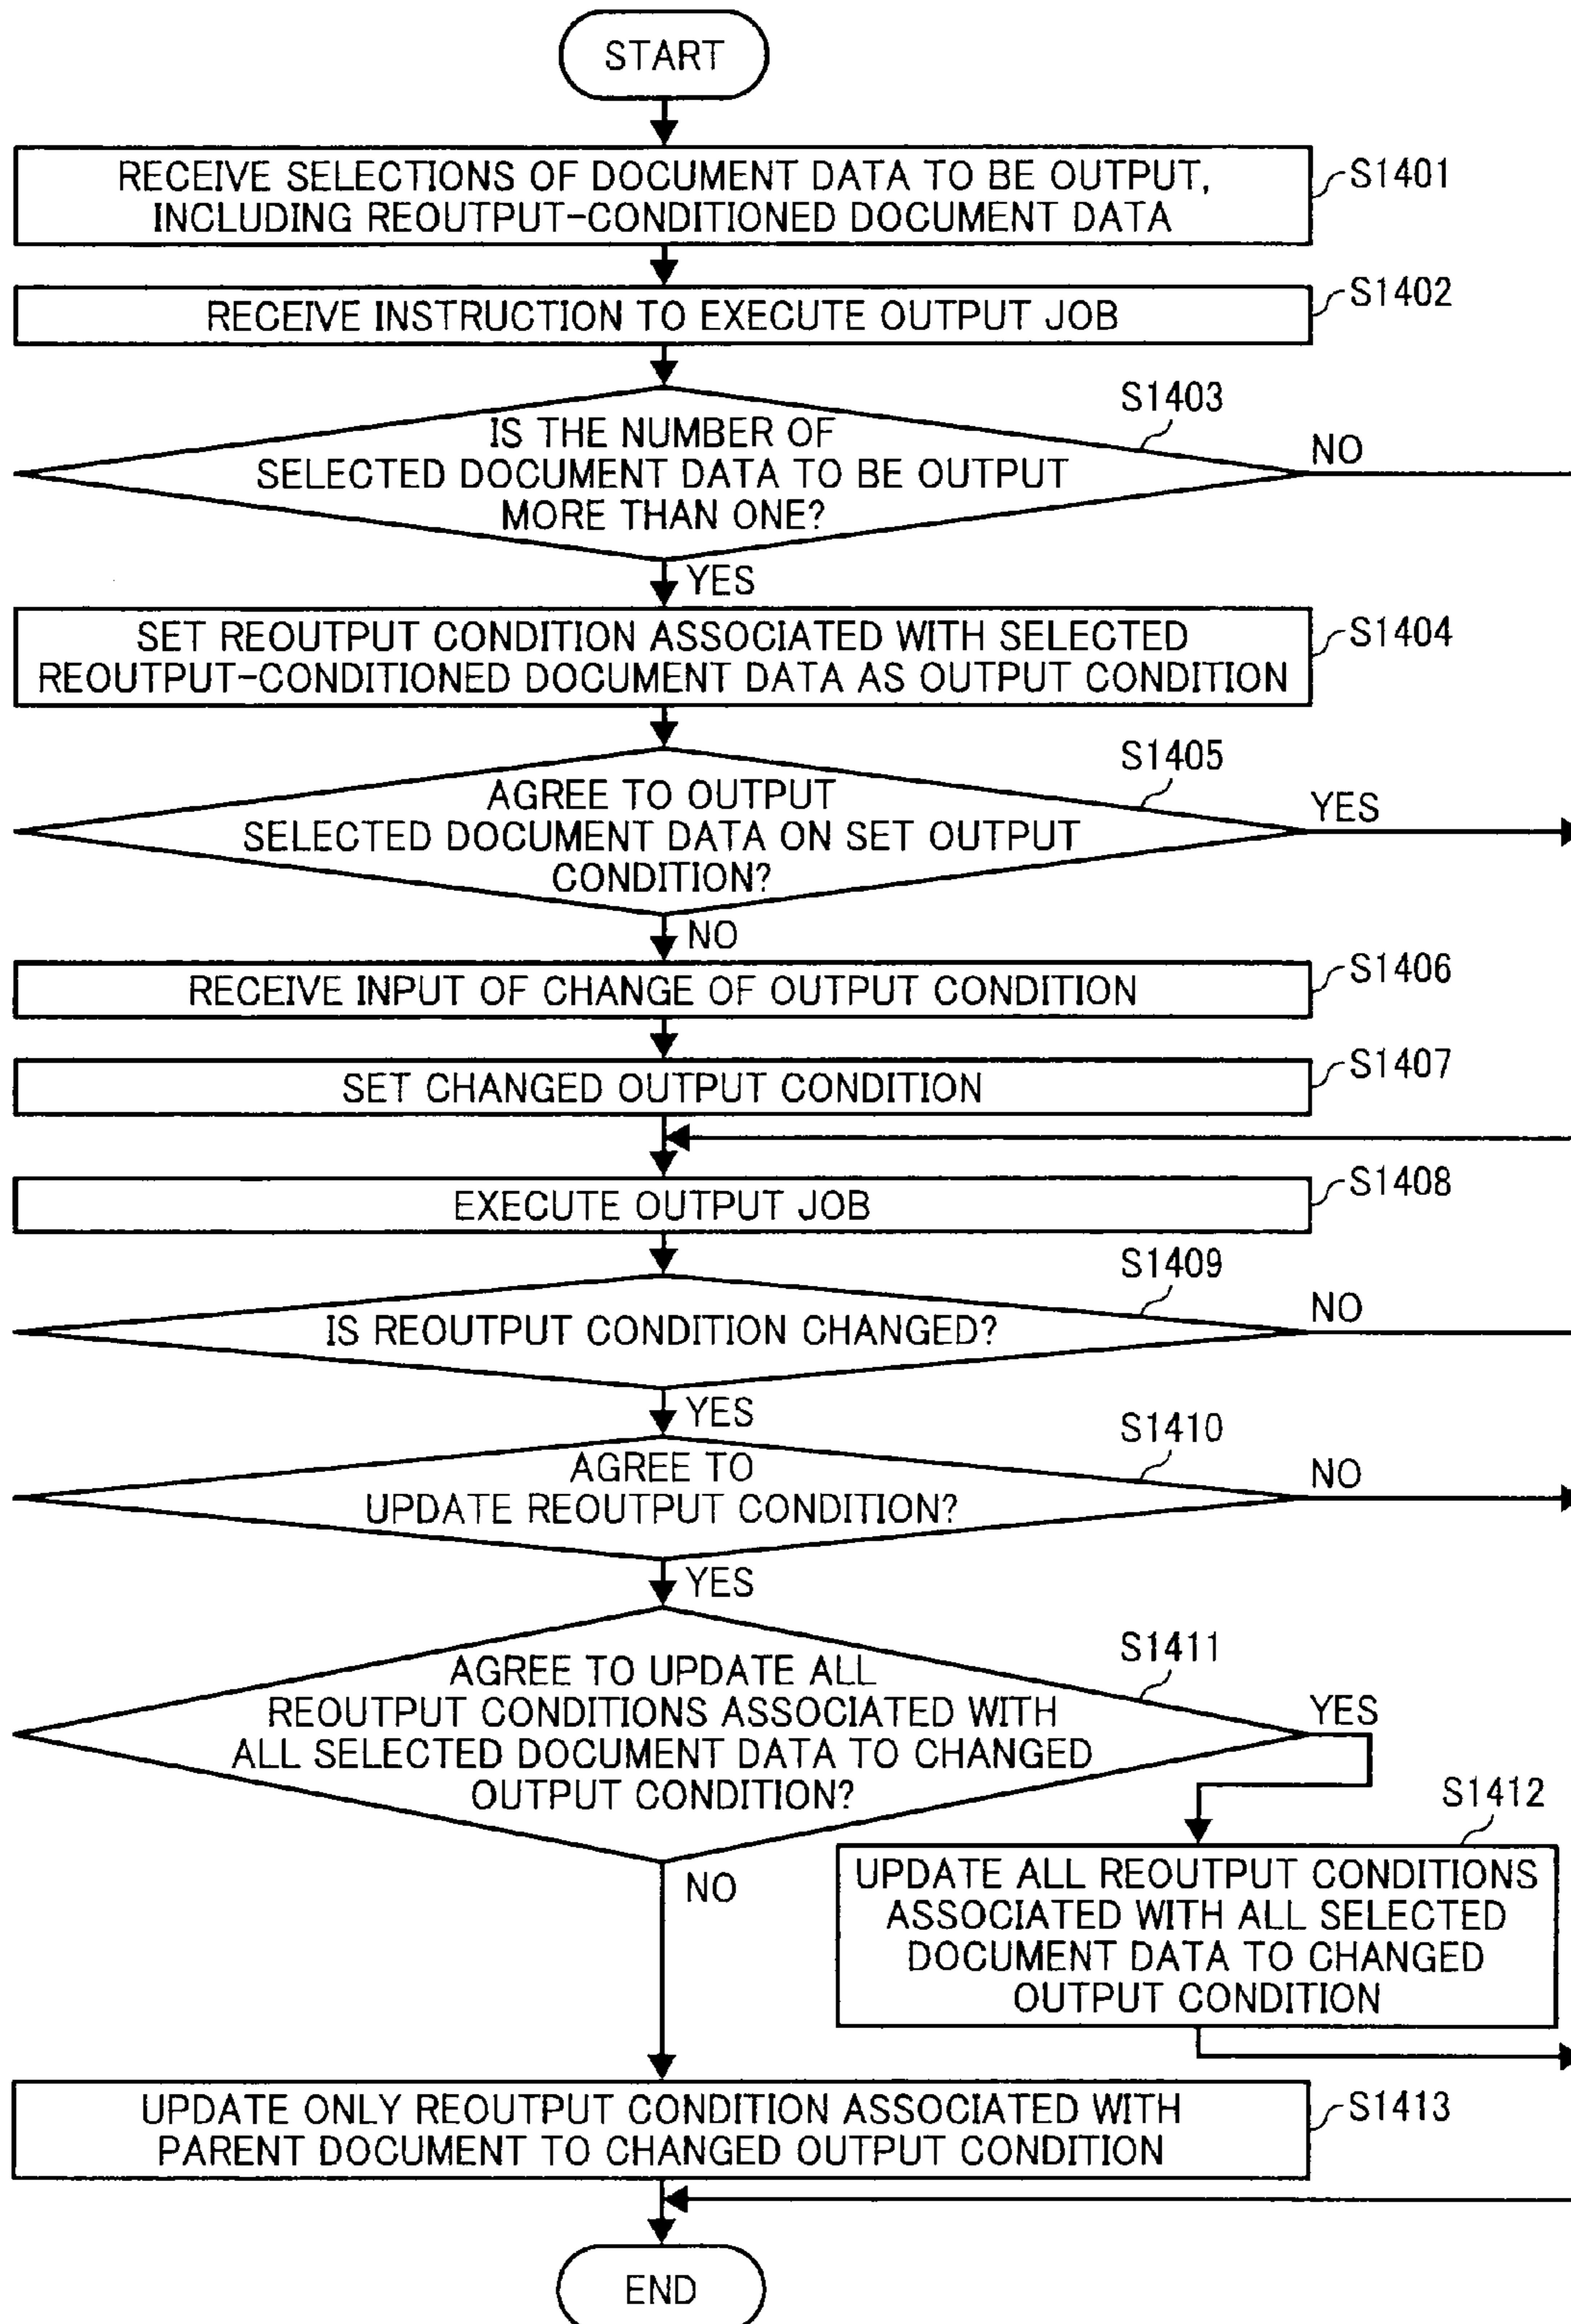 START
RECEIVE SELECTIONS OF DOCUMENT DATA TO BE OUTPUT,
INCLUDING REOUTPUT-CONDITIONED DOCUMENT DATA
S1401
RECEIVE INSTRUCTION TO EXECUTE OUTPUT JOB
S1402
S1403
IS THE NUMBER OF
SELECTED DOCUMENT DATA TO BE OUTPUT
MORE THAN ONE?
NO
YES
SET REOUTPUT CONDITION ASSOCIATED WITH SELECTED
REOUTPUT-CONDITIONED DOCUMENT DATA AS OUTPUT CONDITION
S1404
S1405
AGREE TO OUTPUT
SELECTED DOCUMENT DATA ON SET OUTPUT
CONDITION?
YES
NO
RECEIVE INPUT OF CHANGE OF OUTPUT CONDITION
S1406
SET CHANGED OUTPUT CONDITION
S1407
EXECUTE OUTPUT JOB
S1408
S1409
IS REOUTPUT CONDITION CHANGED?
NO
YES
S1410
AGREE TO
UPDATE REOUTPUT CONDITION?
NO
YES
S1411
AGREE TO UPDATE ALL
REOUTPUT CONDITIONS ASSOCIATED WITH
ALL SELECTED DOCUMENT DATA TO CHANGED
OUTPUT CONDITION?
YES
NO
S1412
UPDATE ALL REOUTPUT CONDITIONS
ASSOCIATED WITH ALL SELECTED
DOCUMENT DATA TO CHANGED
OUTPUT CONDITION
UPDATE ONLY REOUTPUT CONDITION ASSOCIATED WITH
PARENT DOCUMENT TO CHANGED OUTPUT CONDITION
S1413
END